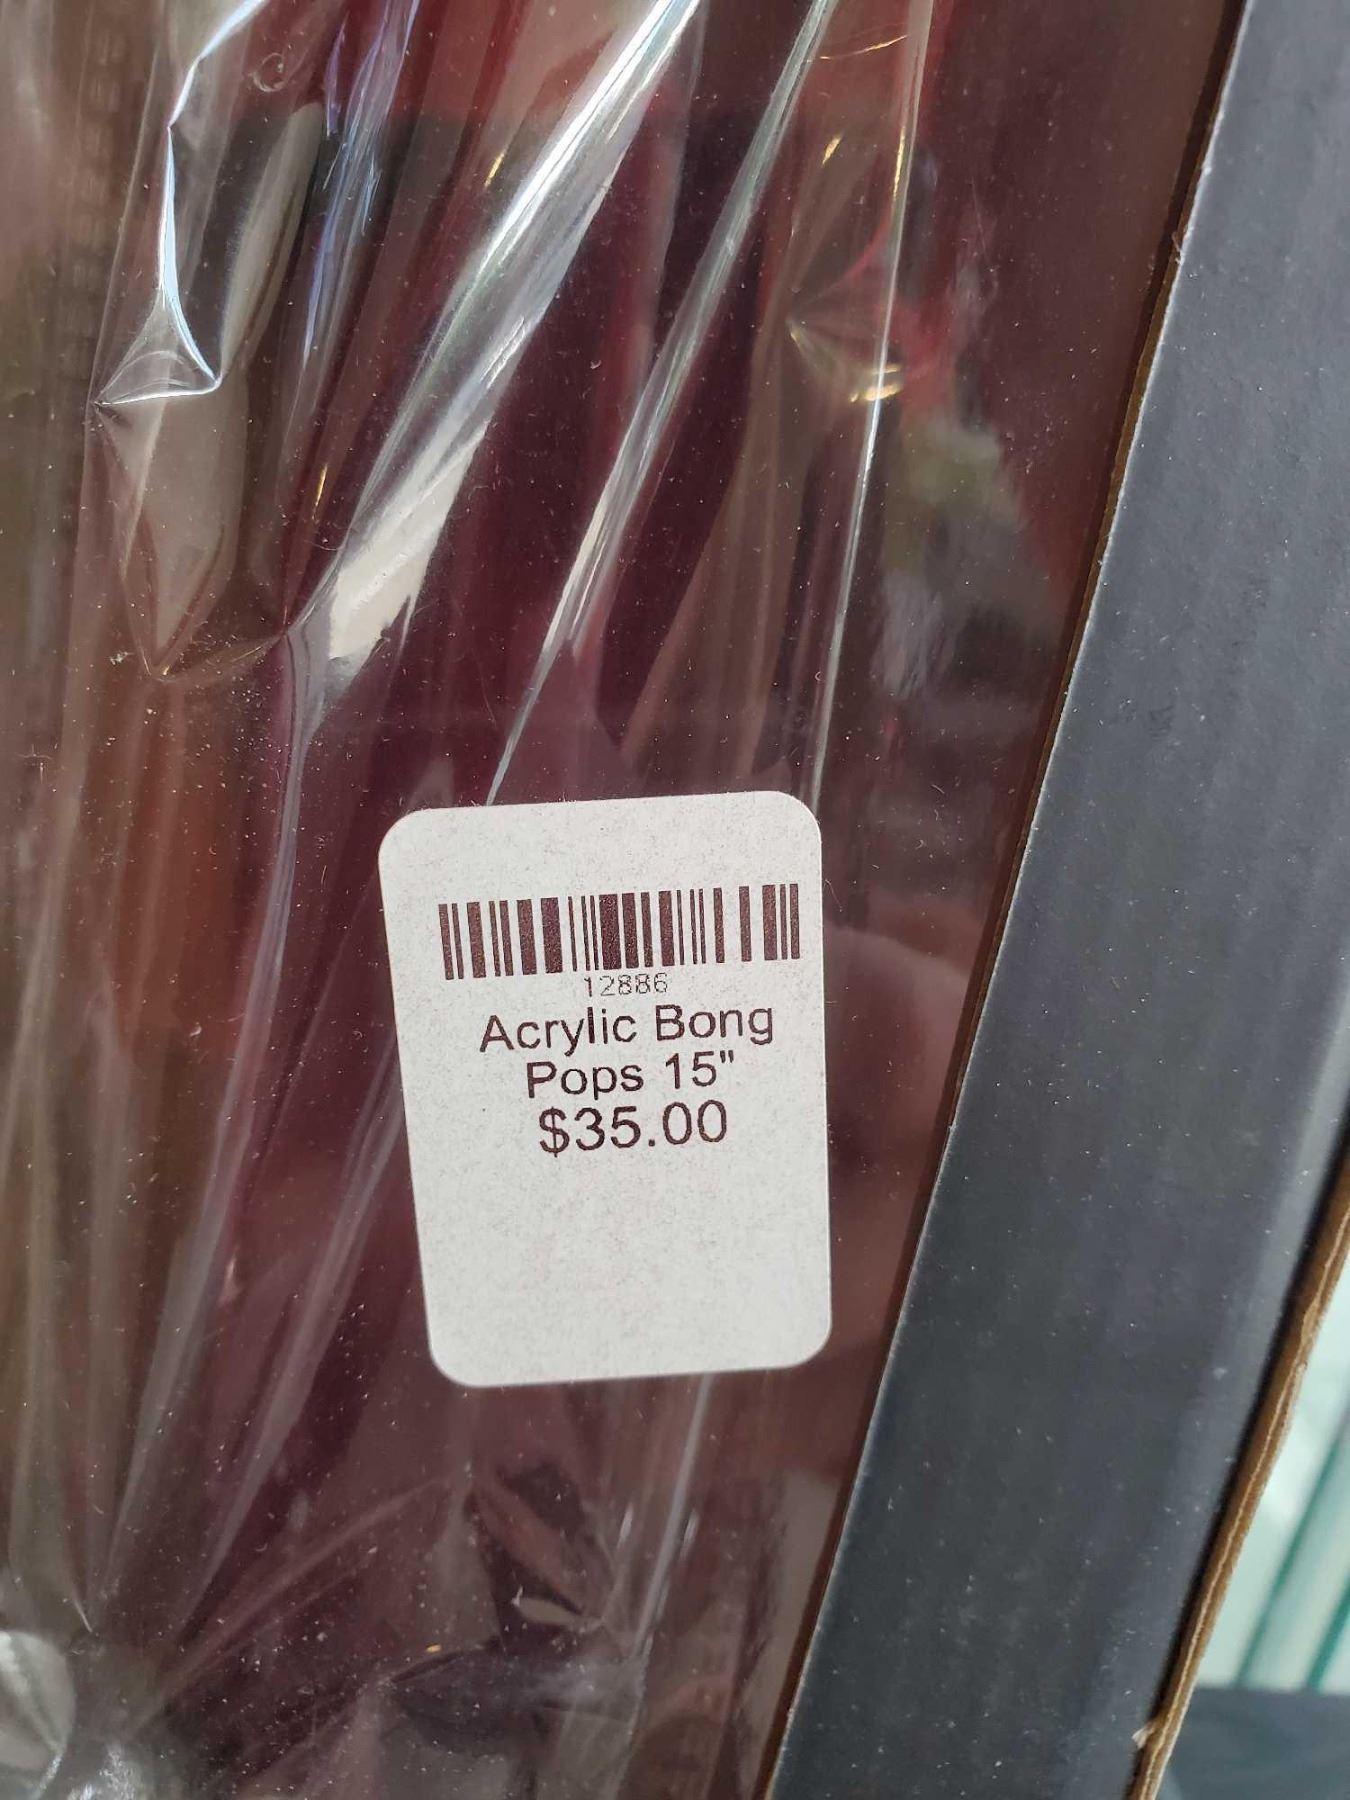 12886
Acrylic Bong
Pops 15"
$35.00